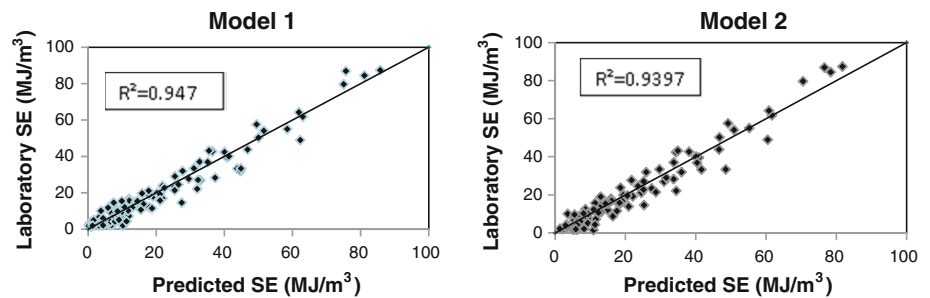 Model 1
Laboratory SE (MJ/m³)
100
80
60
40
20
0
R²=0.947
0 20 40 60 80 100
Predicted SE (MJ/m³)
Model 2
Laboratory SE (MJ/m³)
100
80
60
40
20
0
R²=0.9397
0 20 40 60 80 100
Predicted SE (MJ/m³)